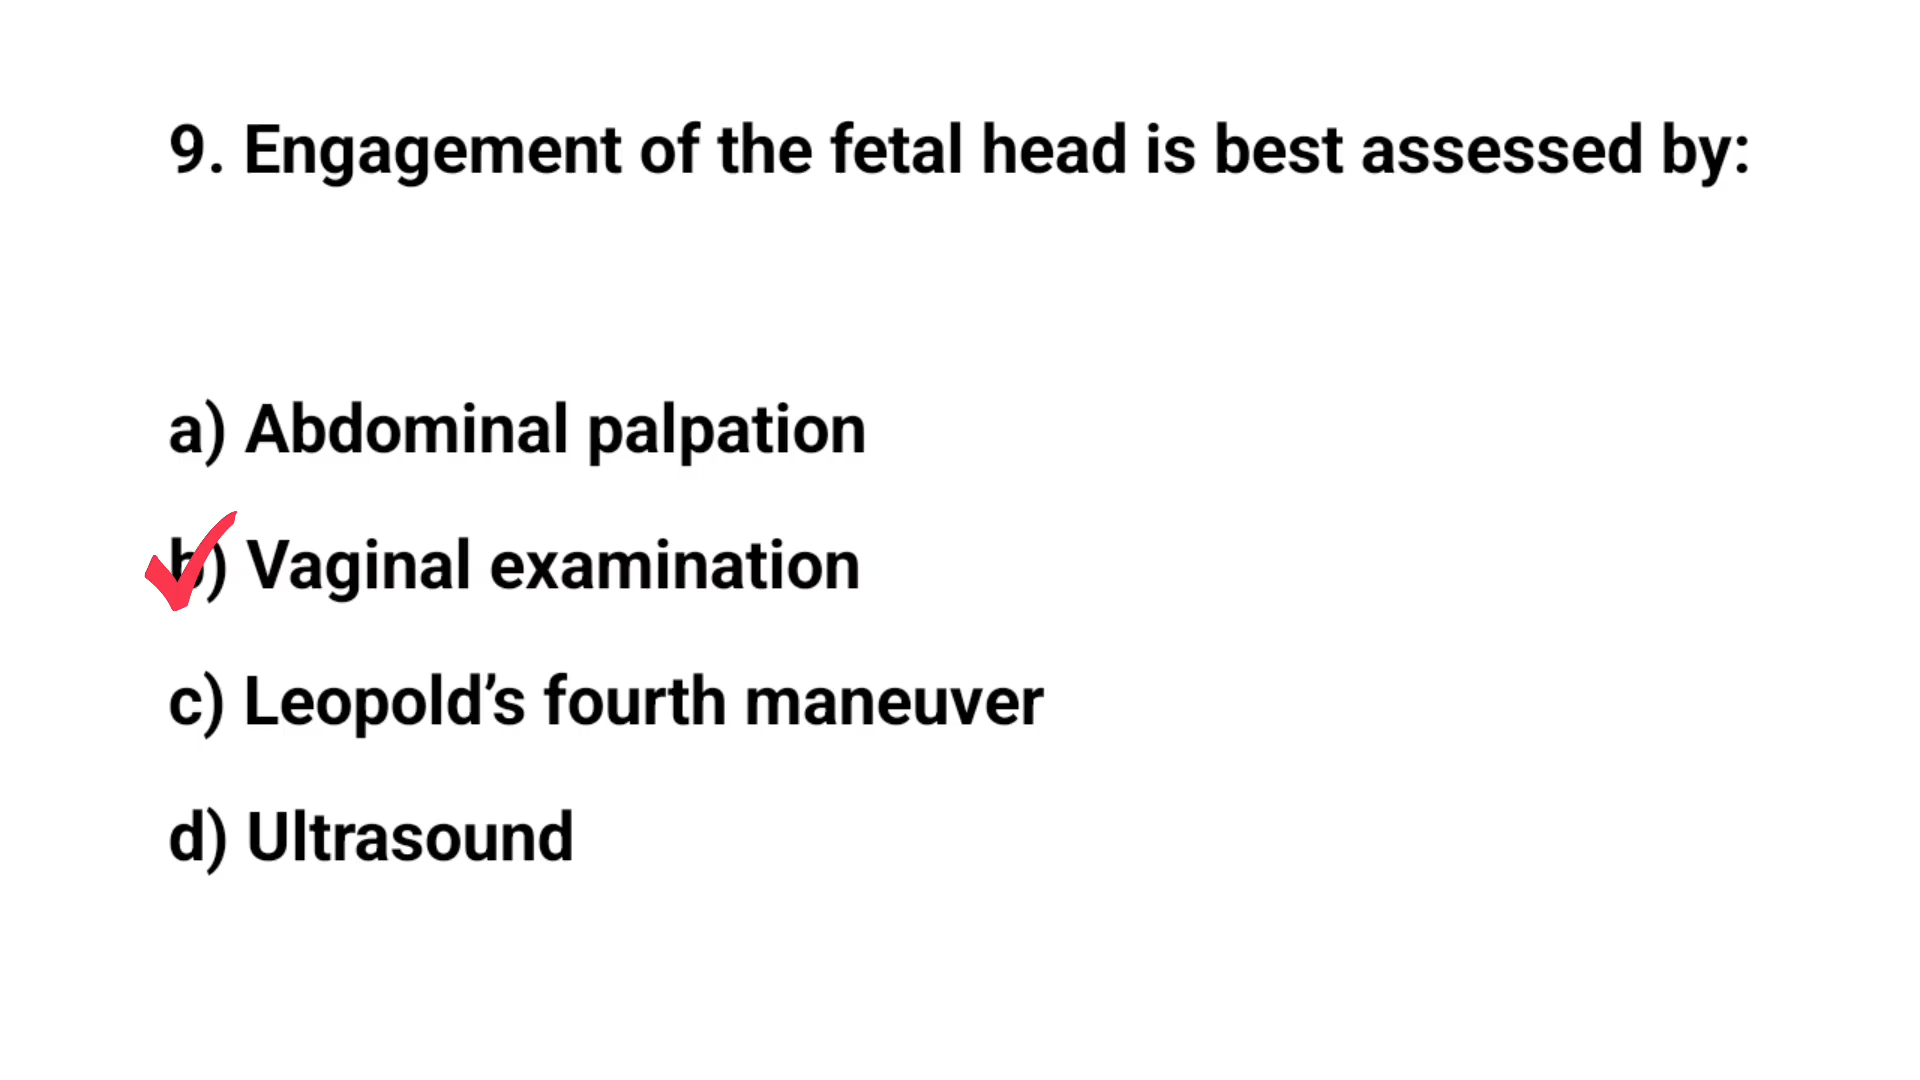 9. Engagement of the fetal head is best assessed by:
a) Abdominal palpation
b) Vaginal examination
c) Leopold’s fourth maneuver
d) Ultrasound